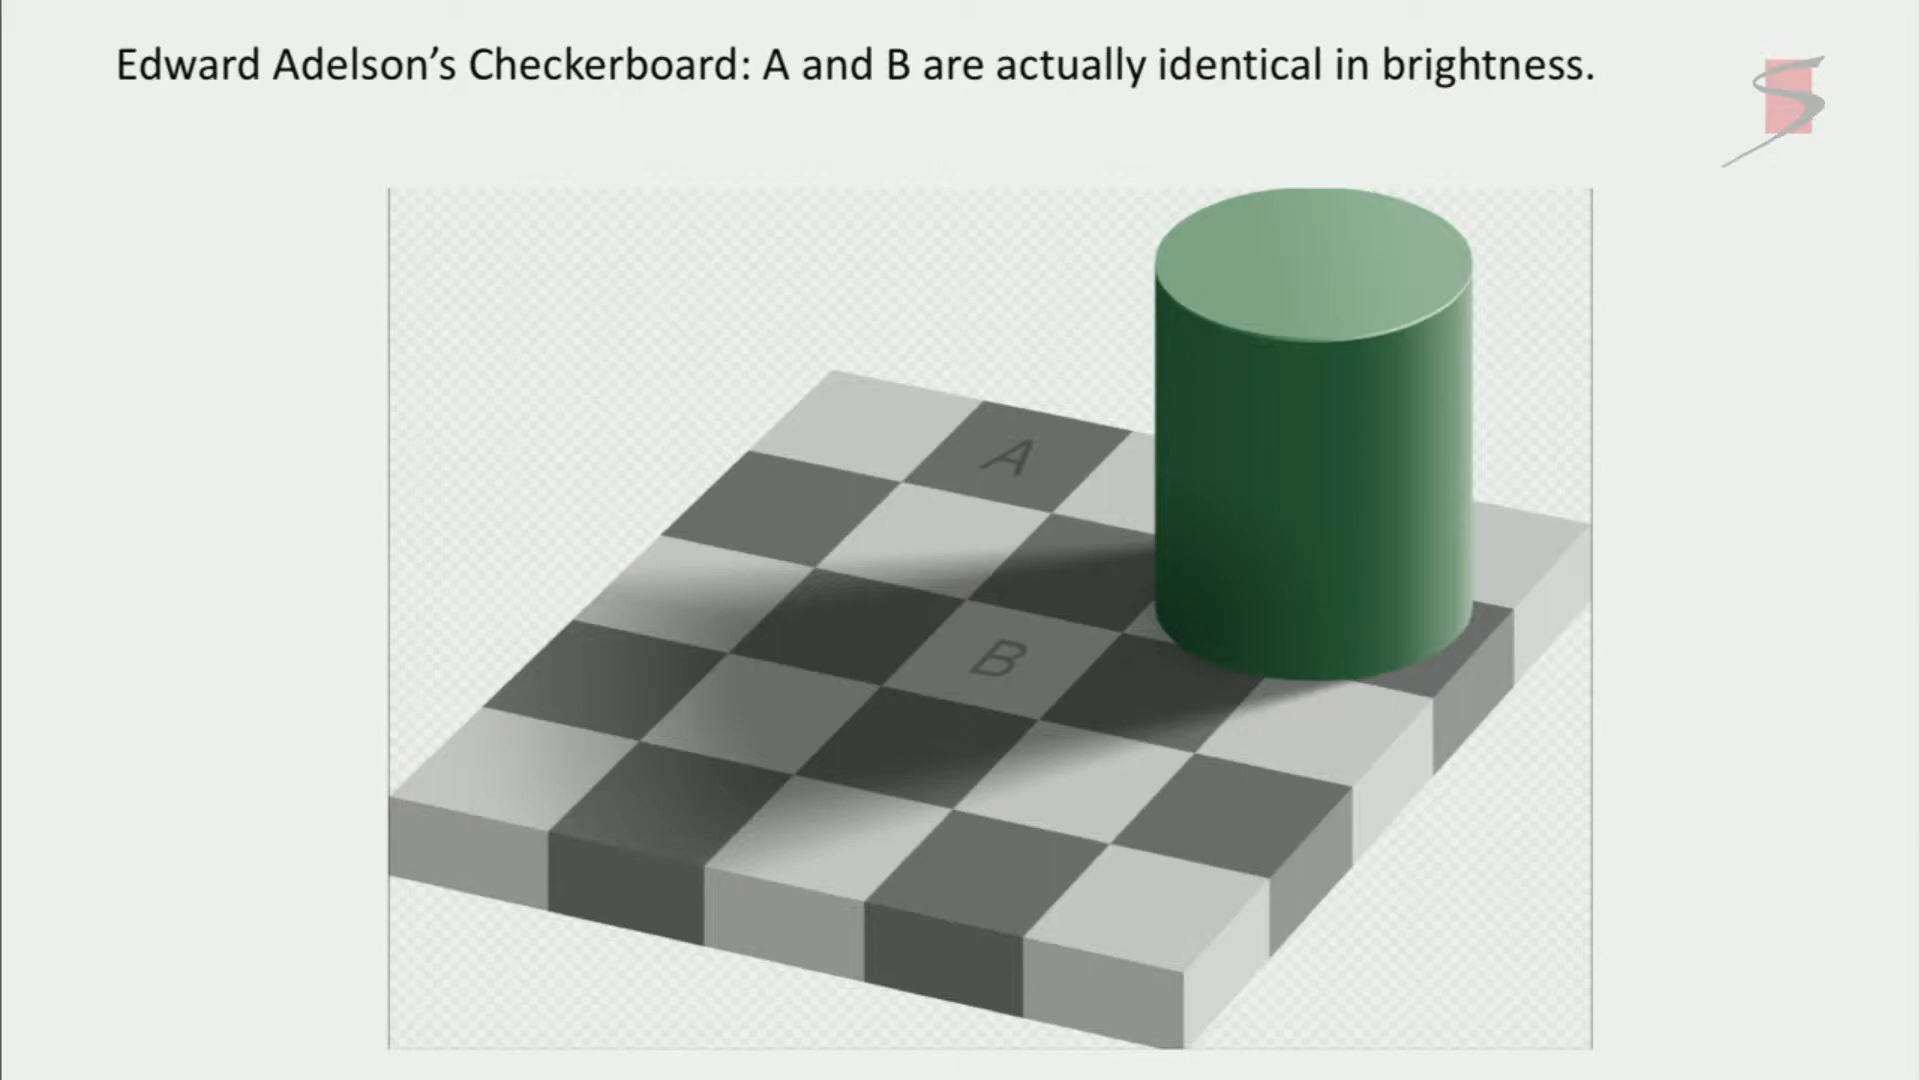 Edward Adelson’s Checkerboard: A and B are actually identical in brightness.
A
B